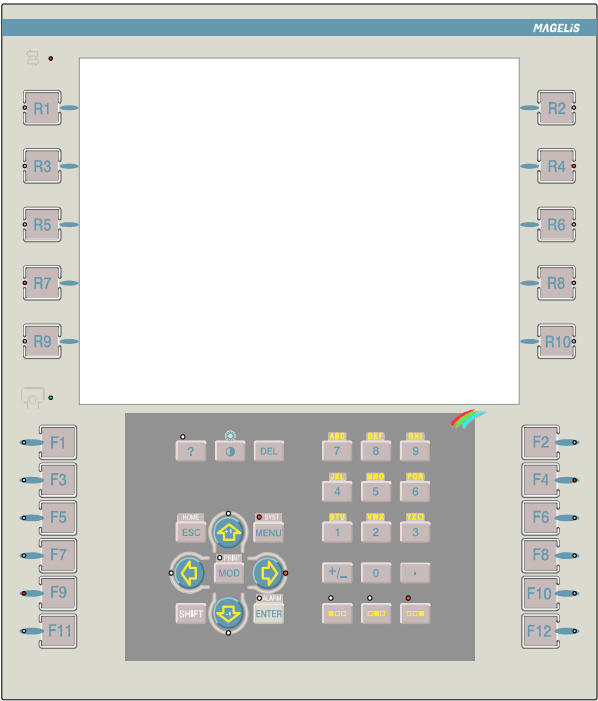 MAGELiS
R1
R2
R3
R4
R5
R6
R7
R8
R9
R10
F1
F2
F3
F4
F5
F6
F7
F8
F9
F10
F11
F12
?
DEL
ABC
DEF
GHI
7
8
9
JKL
MNO
PQR
4
5
6
HOME
SYST
ESC
+1
MENU
STU
VWX
1
2
3
PRINT
MOD
+/_
0
.
ALARM
SHIFT
-1
ENTER